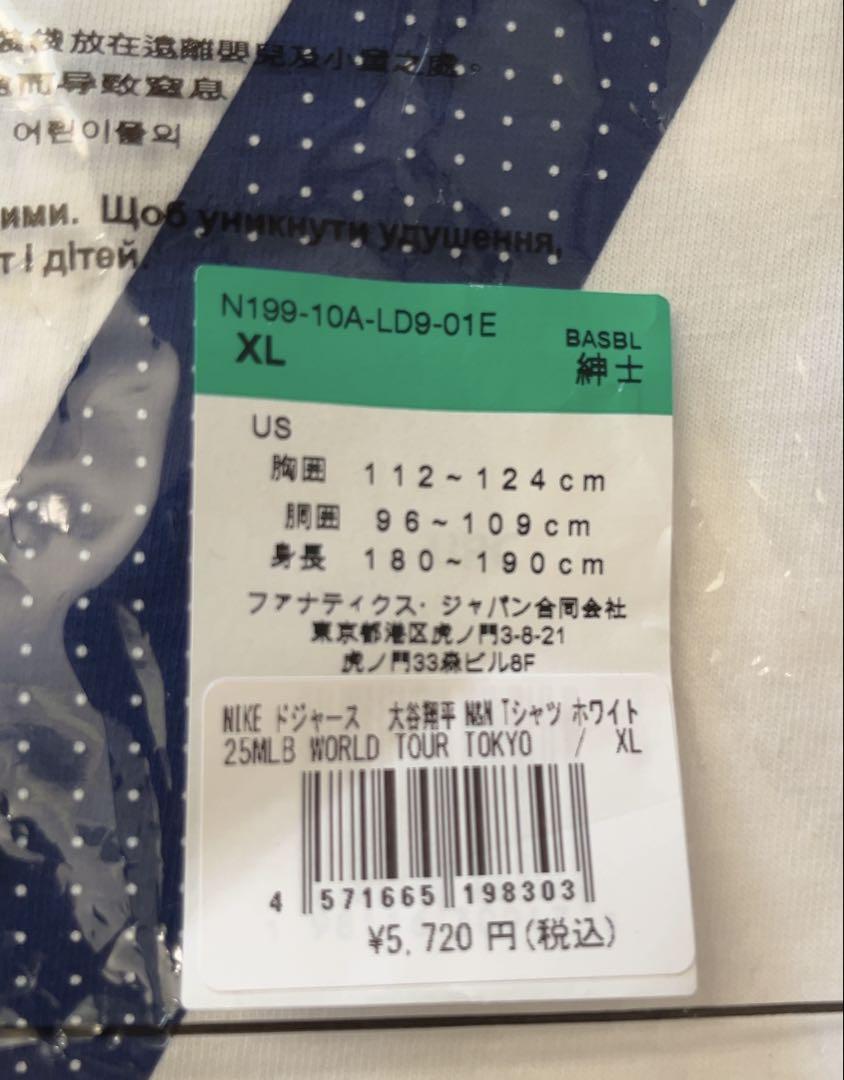 裝袋放在遠離嬰兒及小童之處。
而导致窒息
어린이들의
ими. Щоб уникнути удушення,
т і дітей.
N199-10A-LD9-01E
XL
BASBL
紳士
US
胸囲 112~124cm
胴囲 96~109cm
身長 180~190cm
ファナティクス・ジャパン合同会社
東京都港区虎ノ門3-8-21
虎ノ門33森ビル8F
NIKE ドジャース 大谷翔平 N&N Tシャツ ホワイト
25MLB WORLD TOUR TOKYO / XL
4 571665 198303
¥5,720 円(税込)